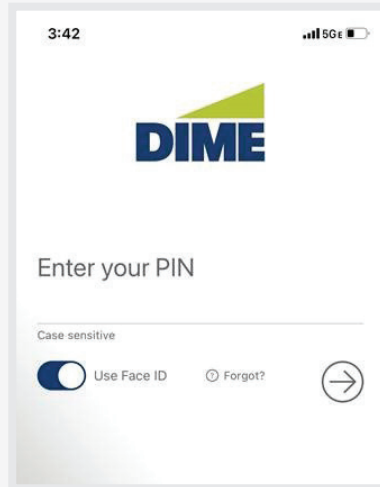 3:42
5GE
DIME
Enter your PIN
Case sensitive
Use Face ID
? Forgot?